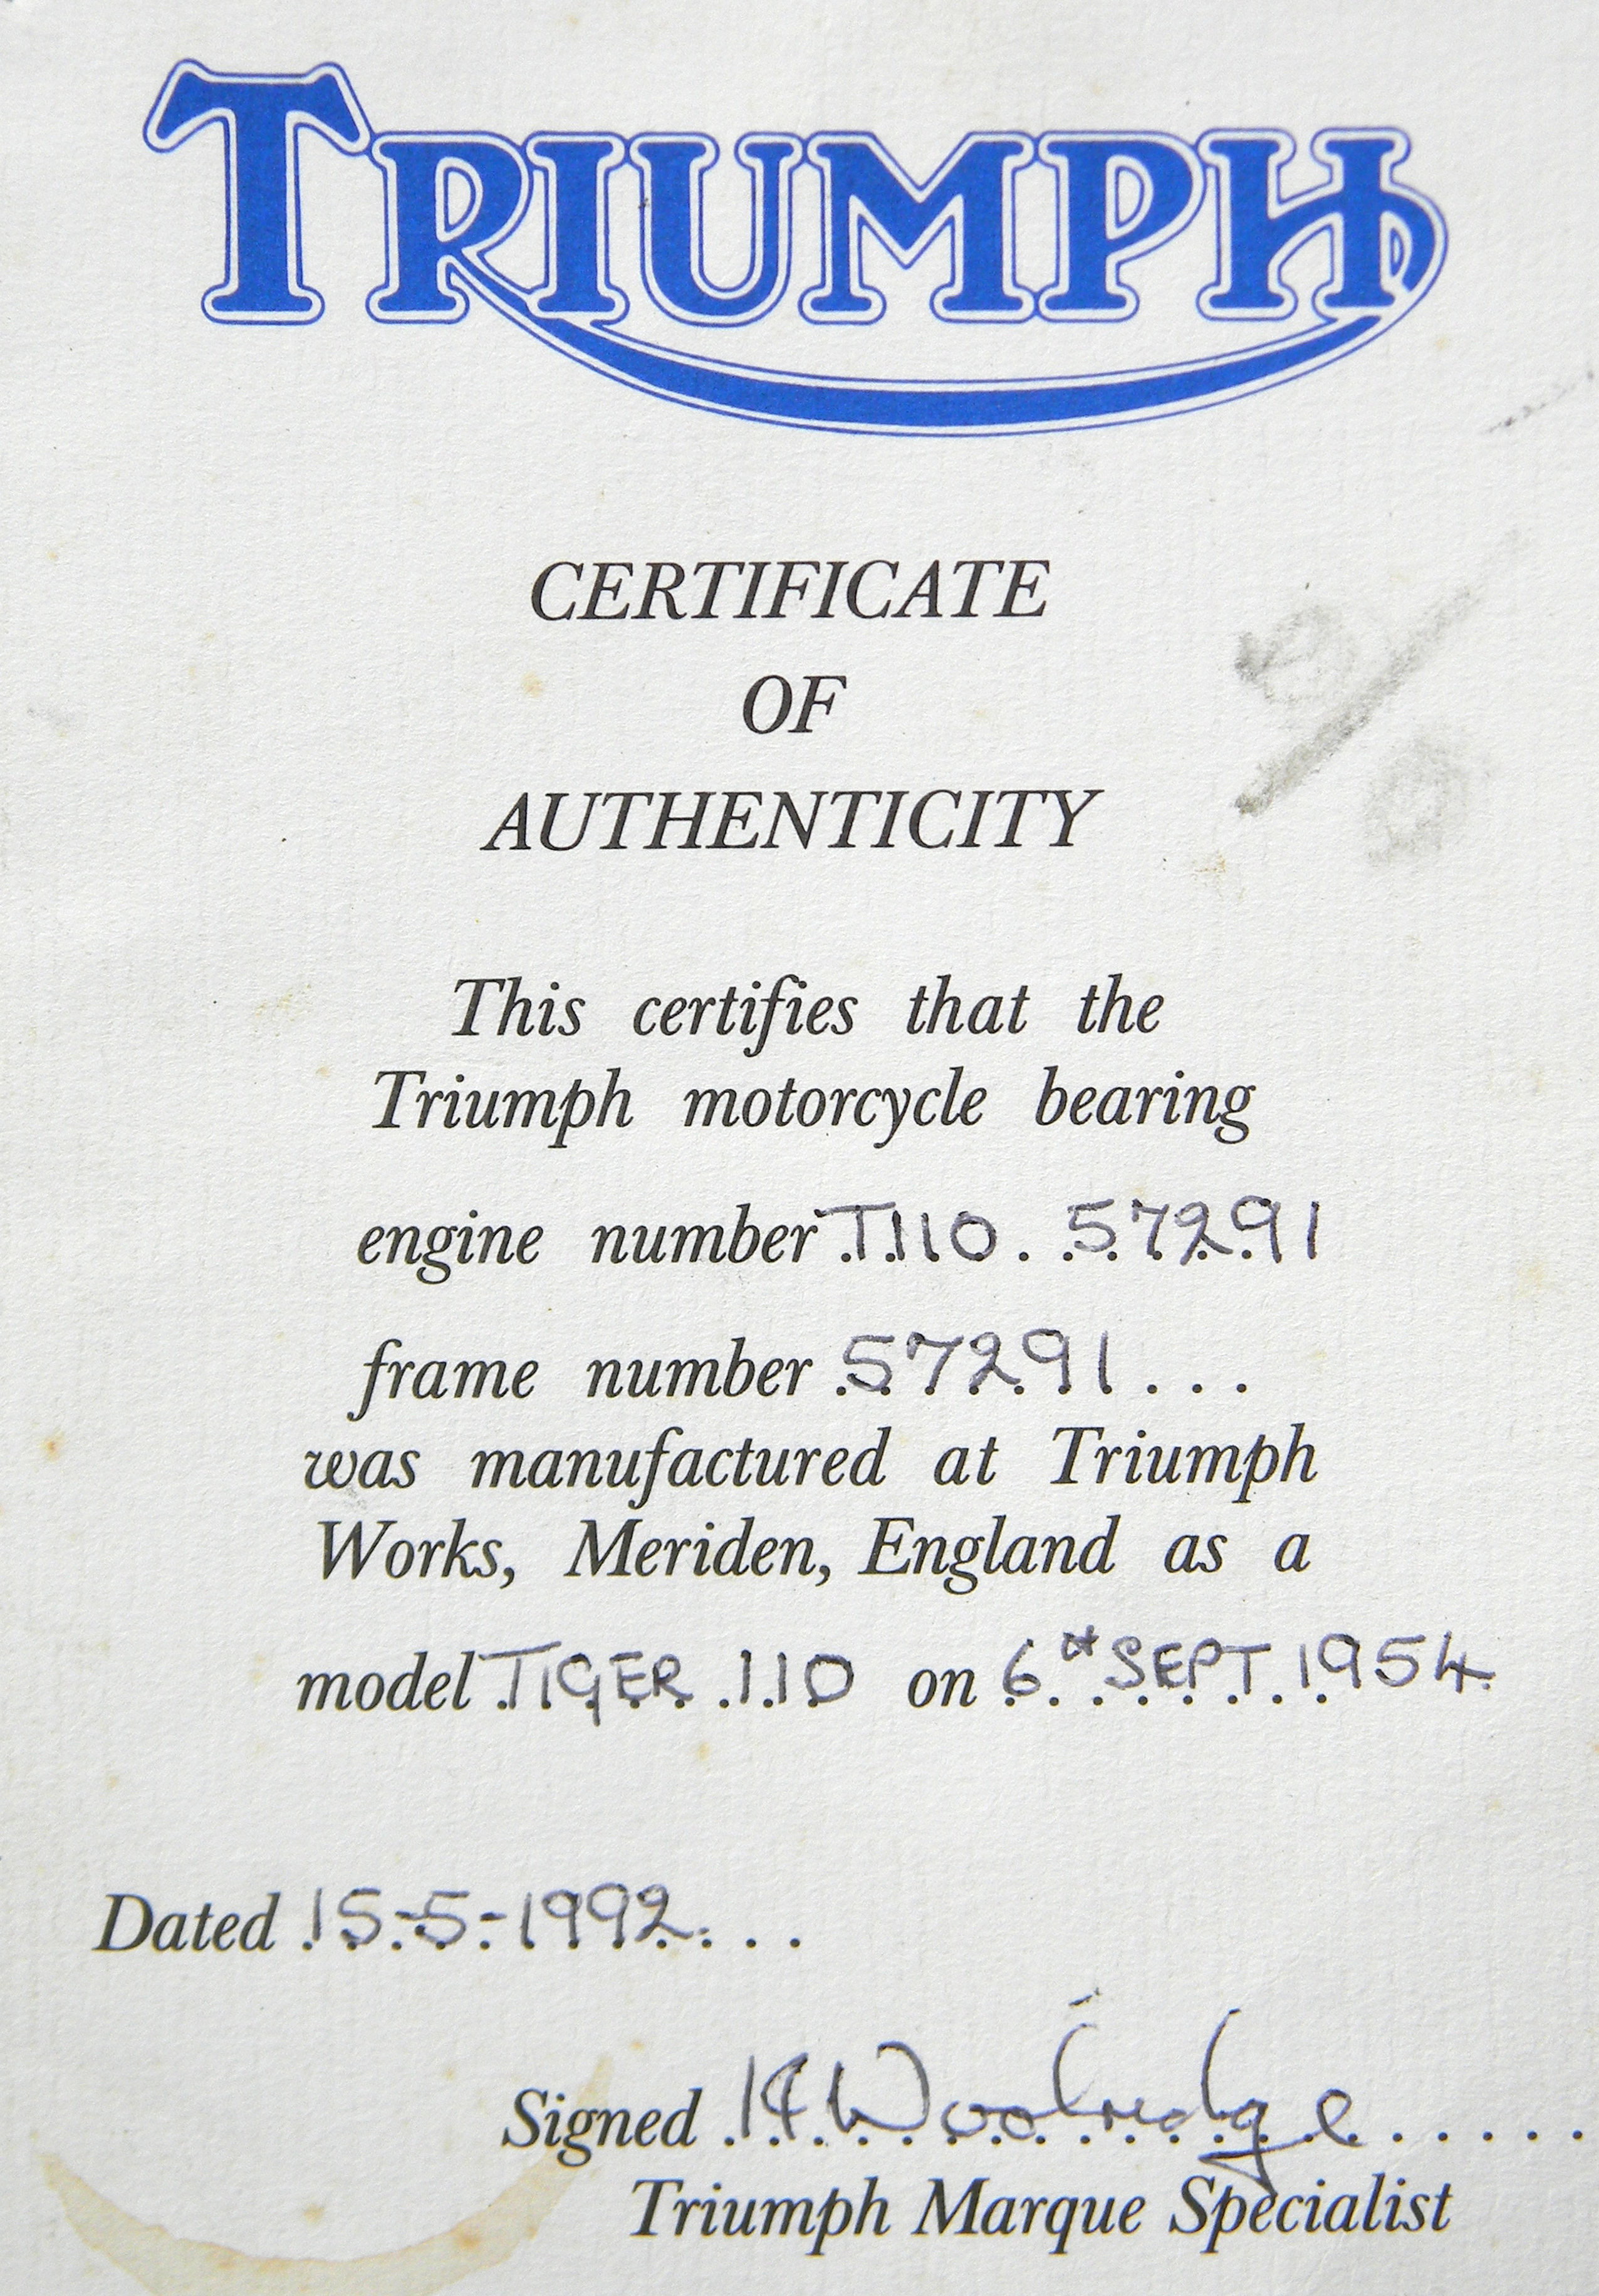 TRIUMPH
CERTIFICATE
OF
AUTHENTICITY
This certifies that the
Triumph motorcycle bearing
engine number T110 . 57291
frame number 57291 . . .
was manufactured at Triumph
Works, Meriden, England as a
model TIGER 110 on 6th SEPT 1954
Dated 15-5-1992 . . .
Signed Woolridge . . . . .
Triumph Marque Specialist